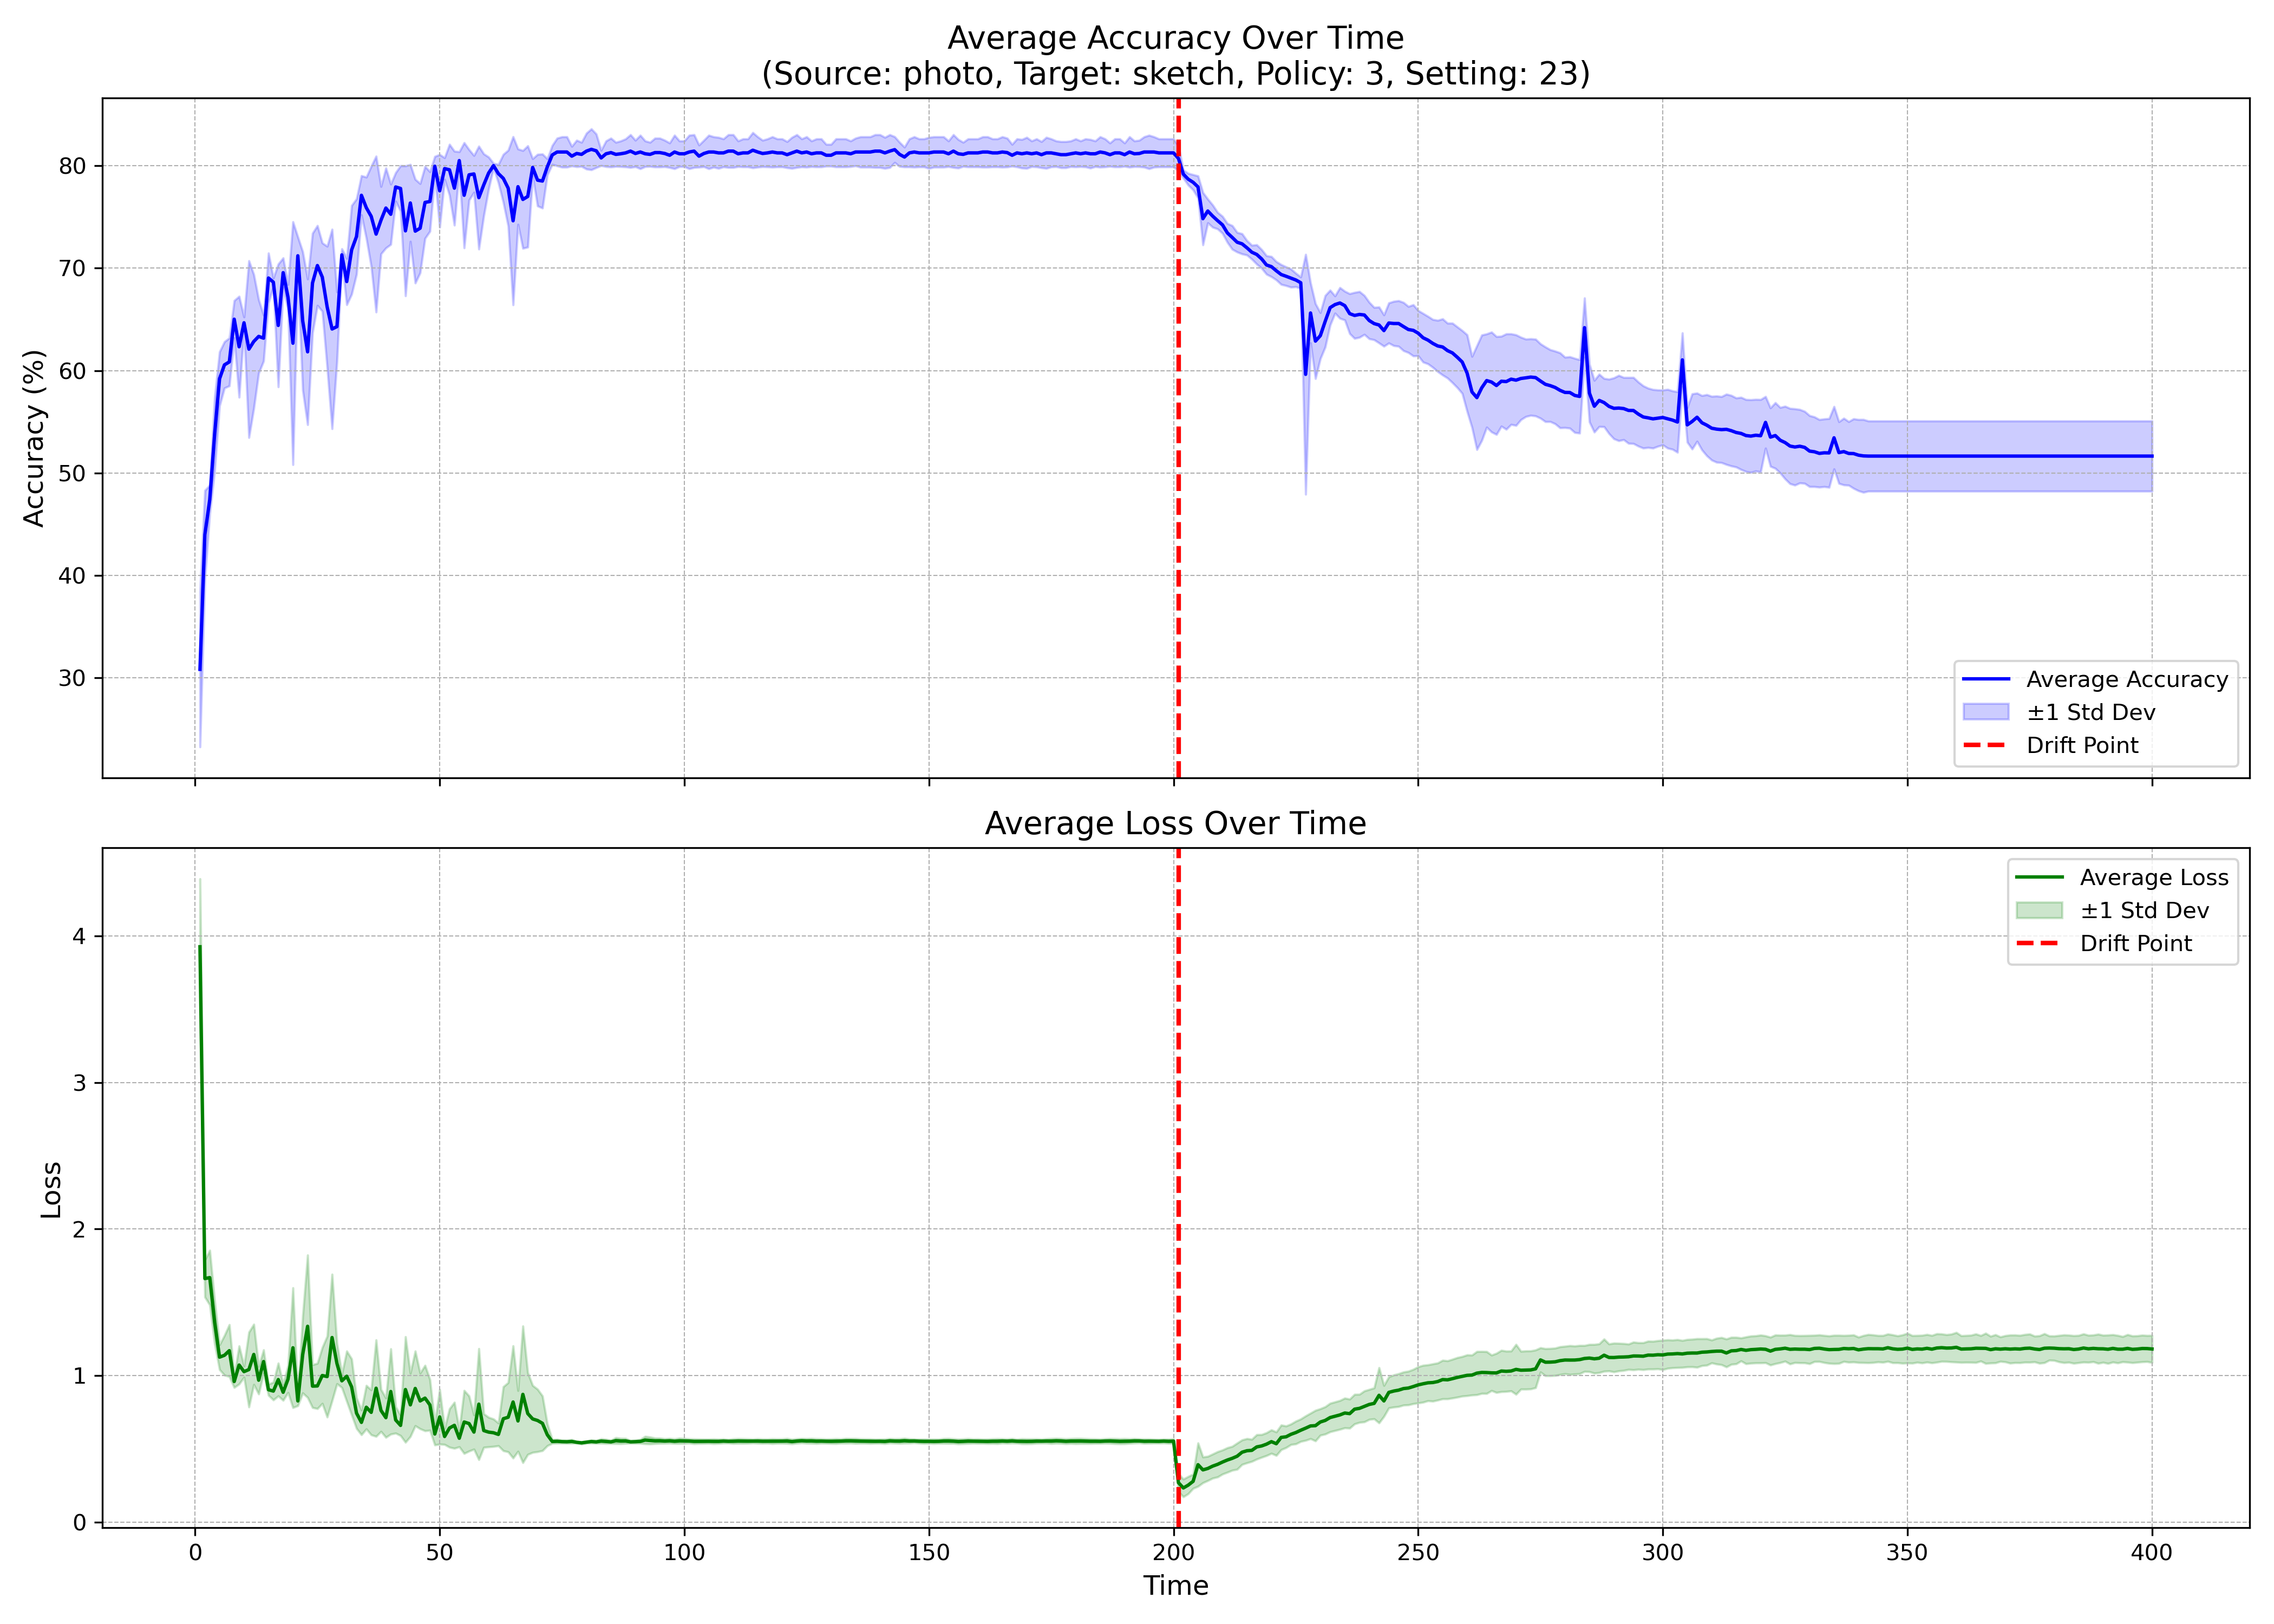 Average Accuracy Over Time
(Source: photo, Target: sketch, Policy: 3, Setting: 23)
Accuracy (%)
80
70
60
50
40
30
Average Accuracy
±1 Std Dev
Drift Point
Average Loss Over Time
Loss
4
3
2
1
0
Average Loss
±1 Std Dev
Drift Point
0 50 100 150 200 250 300 350 400
Time